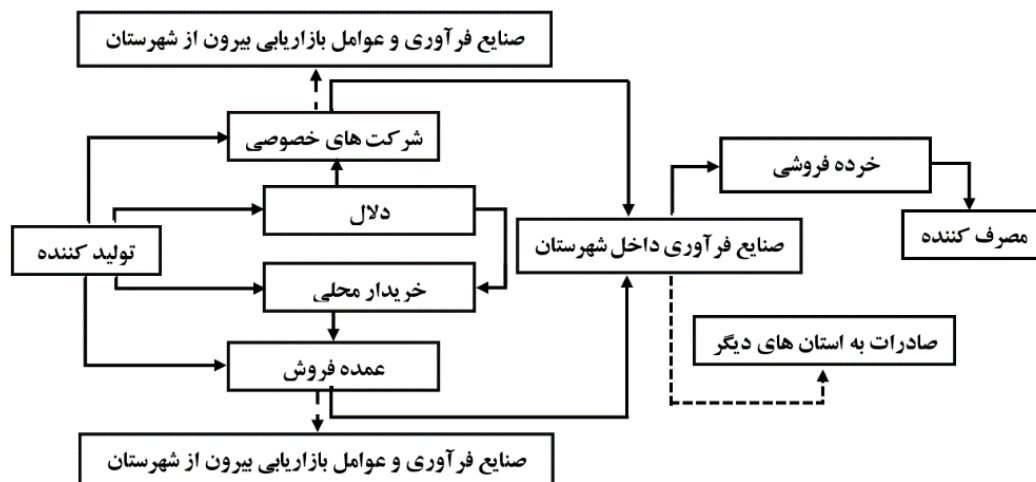 صنایع فرآوری و عوامل بازاریابی بیرون از شهرستان
شرکت های خصوصی
خرده فروشی
دلال
مصرف کننده
صنایع فرآوری داخل شهرستان
تولید کننده
خریدار محلی
صادرات به استان های دیگر
عمده فروش
صنایع فرآوری و عوامل بازاریابی بیرون از شهرستان